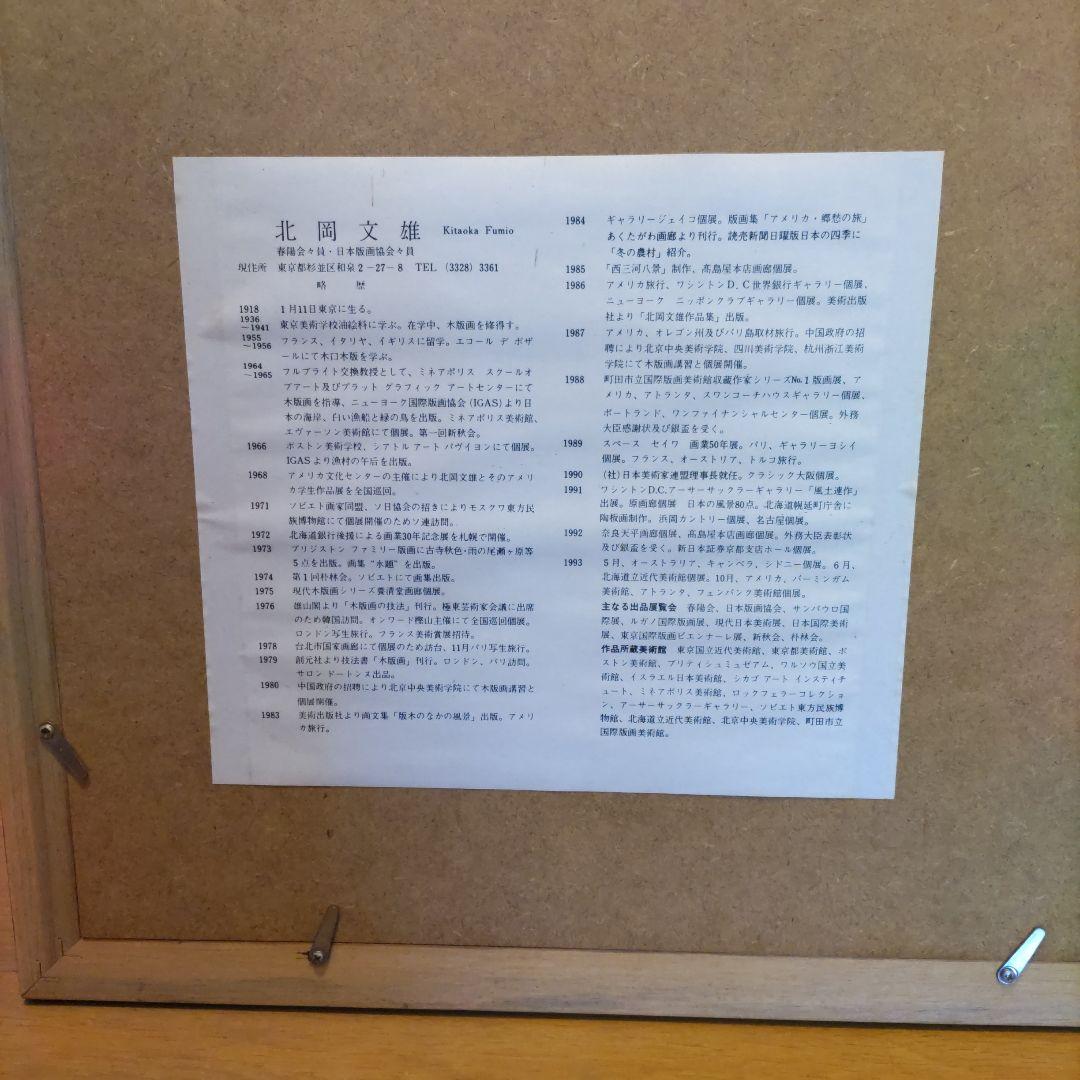 北岡文雄 Kitaoka Fumio
春陽会々員・日本版画協会々員
現住所 東京都杉並区和泉2-27-8 TEL (3328) 3361
略歴
1918 1月11日東京に生る。
1936～1941 東京美術学校油絵科に学ぶ。在学中、木版画を修得す。
1955～1956 フランス、イタリヤ、イギリスに留学。エコール デ ボザ
ールにて木口木版を学ぶ。
1964～1965 フルブライト交換教授として、ミネアポリス スクールオ
ブアート及びプラット グラフィック アートセンターにて
木版画を指導、ニューヨーク国際版画協会(IGAS)より日
本の海岸、白い漁船と緑の鳥を出版。ミネアポリス美術館、
エヴァーソン美術館にて個展。第一回新秋会。
1966 ボストン美術学校、シアトル アート パヴイヨンにて個展。
IGASより漁村の午后を出版。
1968 アメリカ文化センターの主催により北岡文雄とそのアメリ
カ学生作品展を全国巡回。
1971 ソビエト画家同盟、ソ日協会の招きによりモスクワ東方民
族博物館にて個展開催のためソ連訪問。
1972 北海道銀行後援による画業30年記念展を札幌で開催。
1973 ブリジストン ファミリー版画に古寺秋色・雨の尾瀬ヶ原等
5点を出版。画集“水廻”を出版。
1974 第1回朴林会。ソビエトにて画集出版。
1975 現代木版画シリーズ養清堂画廊個展。
1976 雄山閣より「木版画の技法」刊行。極東芸術家会議に出席
のため韓国訪問。オンワード樫山主催にて全国巡回個展。
ロンドン写生旅行。フランス美術賞展招待。
1978 台北市国家画廊にて個展のため訪台、11月パリ写生旅行。
1979 創元社より技法書「木版画」刊行。ロンドン、パリ訪問。
サロン ドートンヌ出品。
1980 中国政府の招聘により北京中央美術学院にて木版画講習と
個展開催。
1983 美術出版社より画文集「版木のなかの風景」出版。アメリ
カ旅行。
1984 ギャラリージェイコ個展。版画集「アメリカ・郷愁の旅」
あくたがわ画廊より刊行。読売新聞日曜版日本の四季に
「冬の農村」紹介。
1985 「西三河八景」制作、髙島屋本店画廊個展。
1986 アメリカ旅行、ワシントンD.C世界銀行ギャラリー個展、
ニューヨーク ニッポンクラブギャラリー個展。美術出版
社より「北岡文雄作品集」出版。
1987 アメリカ、オレゴン州及びバリ島取材旅行。中国政府の招
聘により北京中央美術学院、四川美術学院、杭州浙江美術
学院にて木版画講習と個展開催。
1988 町田市立国際版画美術館収蔵作家シリーズNo.1版画展、ア
メリカ、アトランタ、スワンコーチハウスギャラリー個展、
ポートランド、ワンファイナンシャルセンター個展。外務
大臣感謝状及び銀盃を受く。
1989 スペース セイワ 画業50年展。パリ、ギャラリーヨシイ
個展。フランス、オーストリア、トルコ旅行。
1990 (社)日本美術家連盟理事長就任。クラシック大阪個展。
1991 ワシントンD.C.アーサーサックラーギャラリー「風土連作」
出展。原画廊個展 日本の風景80点。北海道幌延町庁舎に
陶板画制作。浜岡カントリー個展、名古屋個展。
1992 奈良天平画廊個展、髙島屋本店画廊個展。外務大臣表彰状
及び銀盃を受く。新日本証券京都支店ホール個展。
1993 5月、オーストラリア、キャンベラ、シドニー個展。6月、
北海道立近代美術館個展。10月、アメリカ、バーミンガム
美術館、アトランタ、フェンバンク美術館個展。
主なる出品展覧会 春陽会、日本版画協会、サンパウロ国
際展、ルガノ国際版画展、現代日本美術展、日本国際美術
展、東京国際版画ビエンナーレ展、新秋会、朴林会。
作品所蔵美術館 東京国立近代美術館、東京都美術館、ボ
ストン美術館、ブリティシュミュゼアム、ワルソウ国立美
術館、イスラエル日本美術館、シカゴ アート インスティチ
ュート、ミネアポリス美術館、ロックフェラーコレクショ
ン、アーサーサックラーギャラリー、ソビエト東方民族博
物館、北海道立近代美術館、北京中央美術学院、町田市立
国際版画美術館。